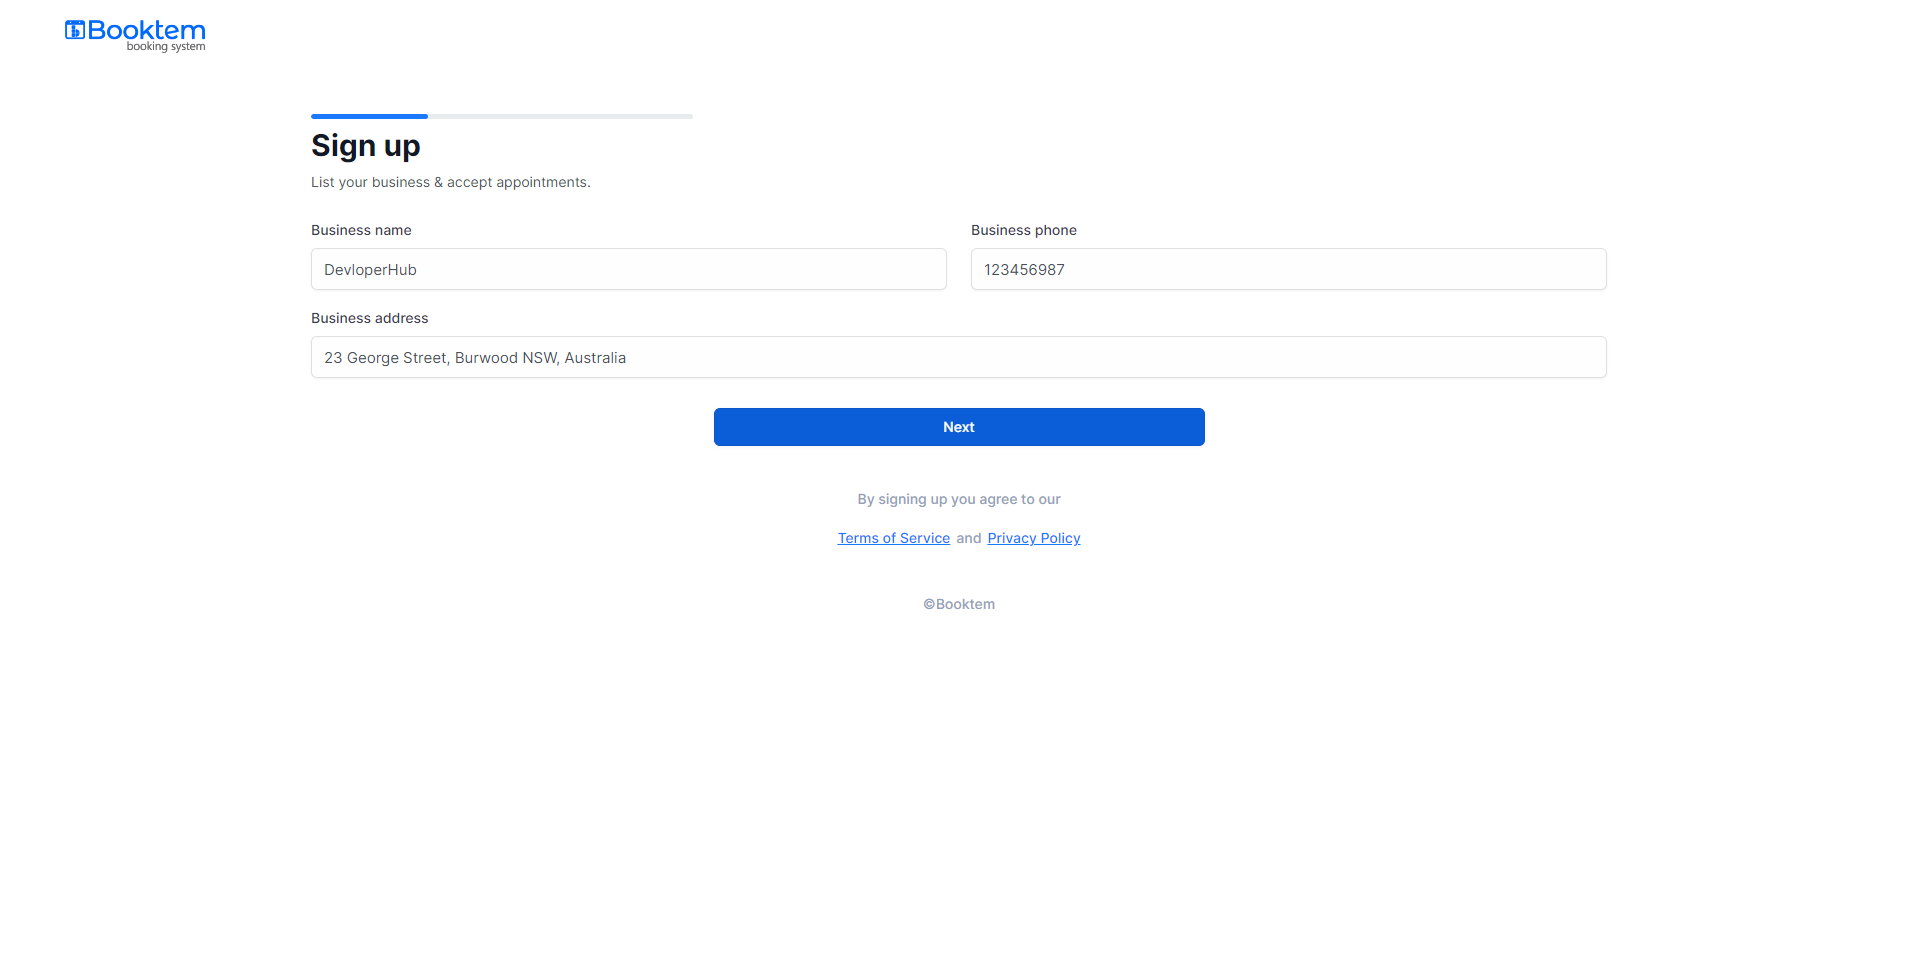 Booktem
booking system
Sign up
List your business & accept appointments.
Business name
Business phone
DevloperHub
123456987
Business address
23 George Street, Burwood NSW, Australia
Next
By signing up you agree to our
Terms of Service and Privacy Policy
©Booktem